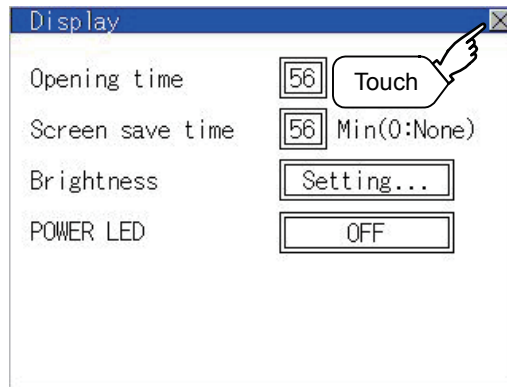 Display
Opening time 56 Touch
Screen save time 56 Min(0:None)
Brightness Setting...
POWER LED OFF